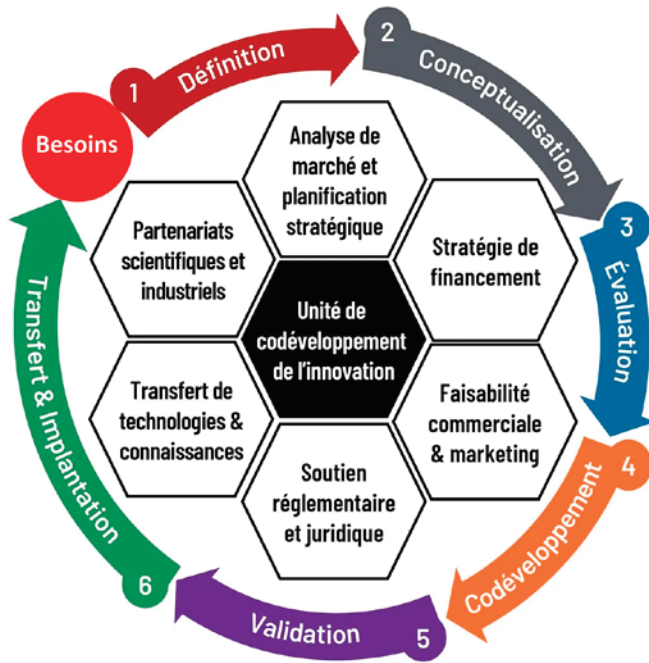 Besoins
1
Définition
2
Conceptualisation
3
Évaluation
4
Codéveloppement
5
Validation
6
Transfert & Implantation
Analyse de
marché et
planification
stratégique
Stratégie de
financement
Faisabilité
commerciale
& marketing
Soutien
réglementaire
et juridique
Transfert de
technologies &
connaissances
Partenariats
scientifiques et
industriels
Unité de
codéveloppement
de l’innovation